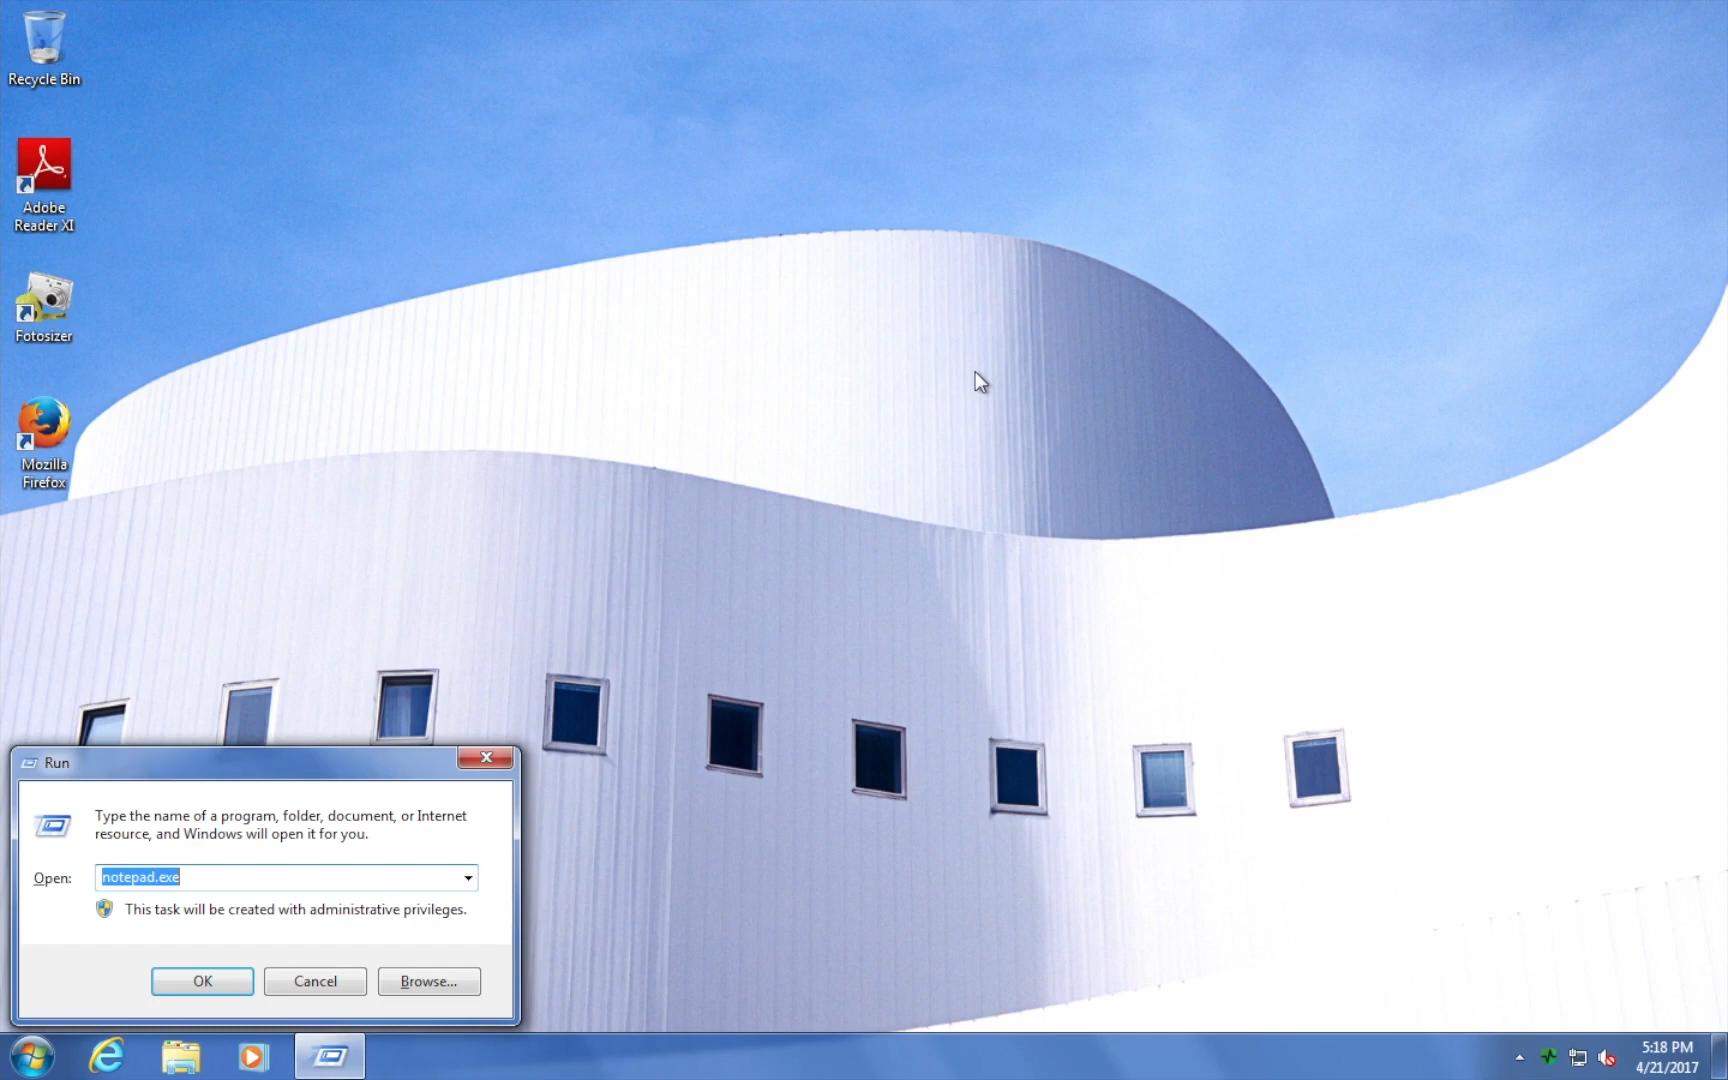 Recycle Bin
Adobe
Reader XI
Fotosizer
Mozilla
Firefox
Run
Type the name of a program, folder, document, or Internet
resource, and Windows will open it for you.
Open:
notepad.exe
This task will be created with administrative privileges.
OK
Cancel
Browse...
5:18 PM
4/21/2017